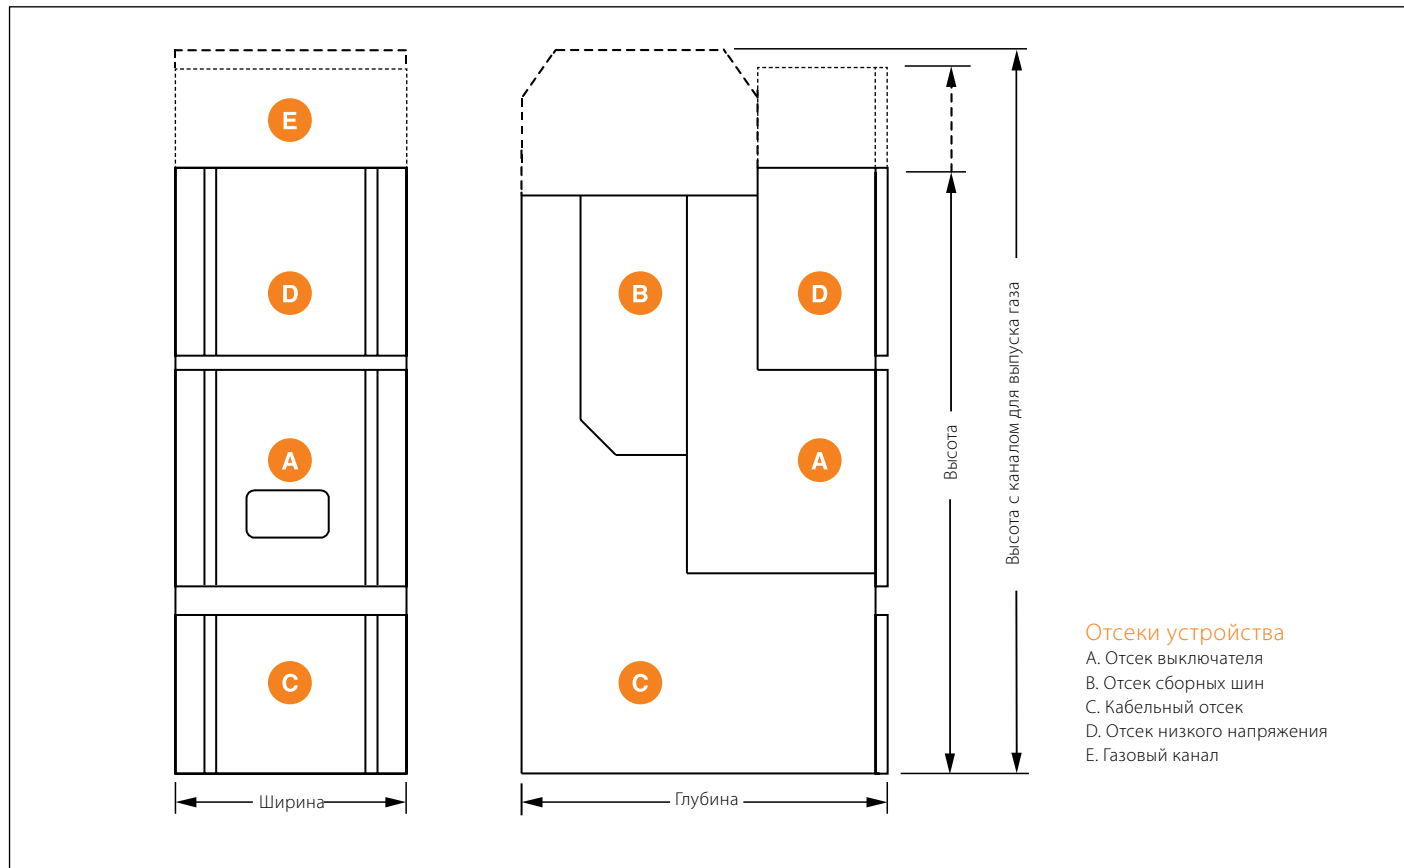 E
D
B
D
A
A
C
C
Ширина
Глубина
Высота
Высота с каналом для выпуска газа
Отсеки устройства
A. Отсек выключателя
B. Отсек сборных шин
C. Кабельный отсек
D. Отсек низкого напряжения
E. Газовый канал